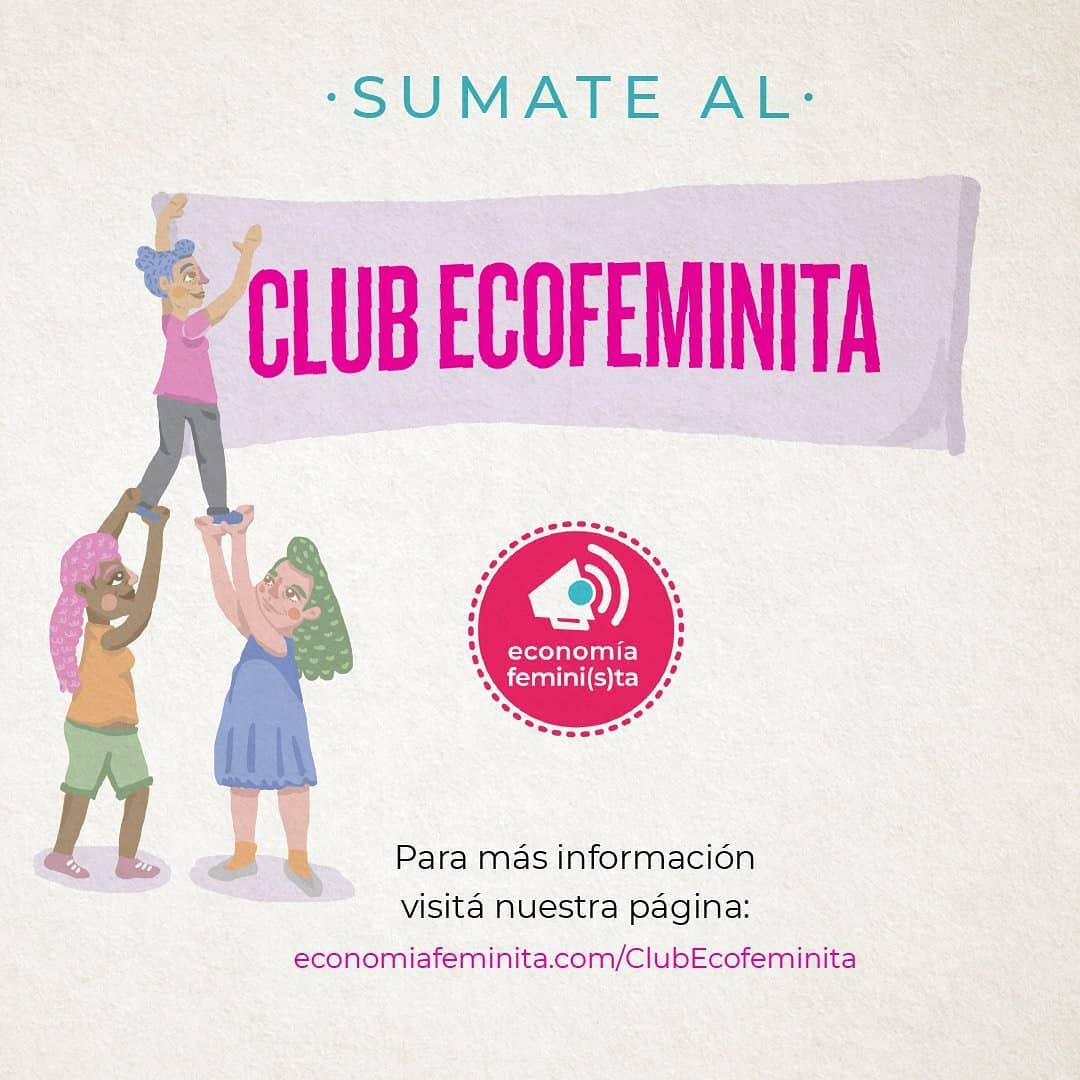 ·SUMATE AL·
CLUB ECOFEMINITA
economía
femini(s)ta
Para más información
visitá nuestra página:
economiafeminita.com/ClubEcofeminita